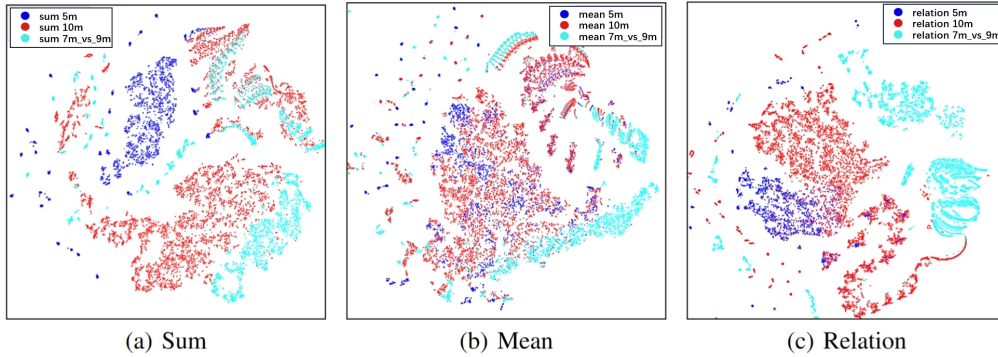 sum 5m
sum 10m
sum 7m_vs_9m
mean 5m
mean 10m
mean 7m_vs_9m
relation 5m
relation 10m
relation 7m_vs_9m
(a) Sum
(b) Mean
(c) Relation